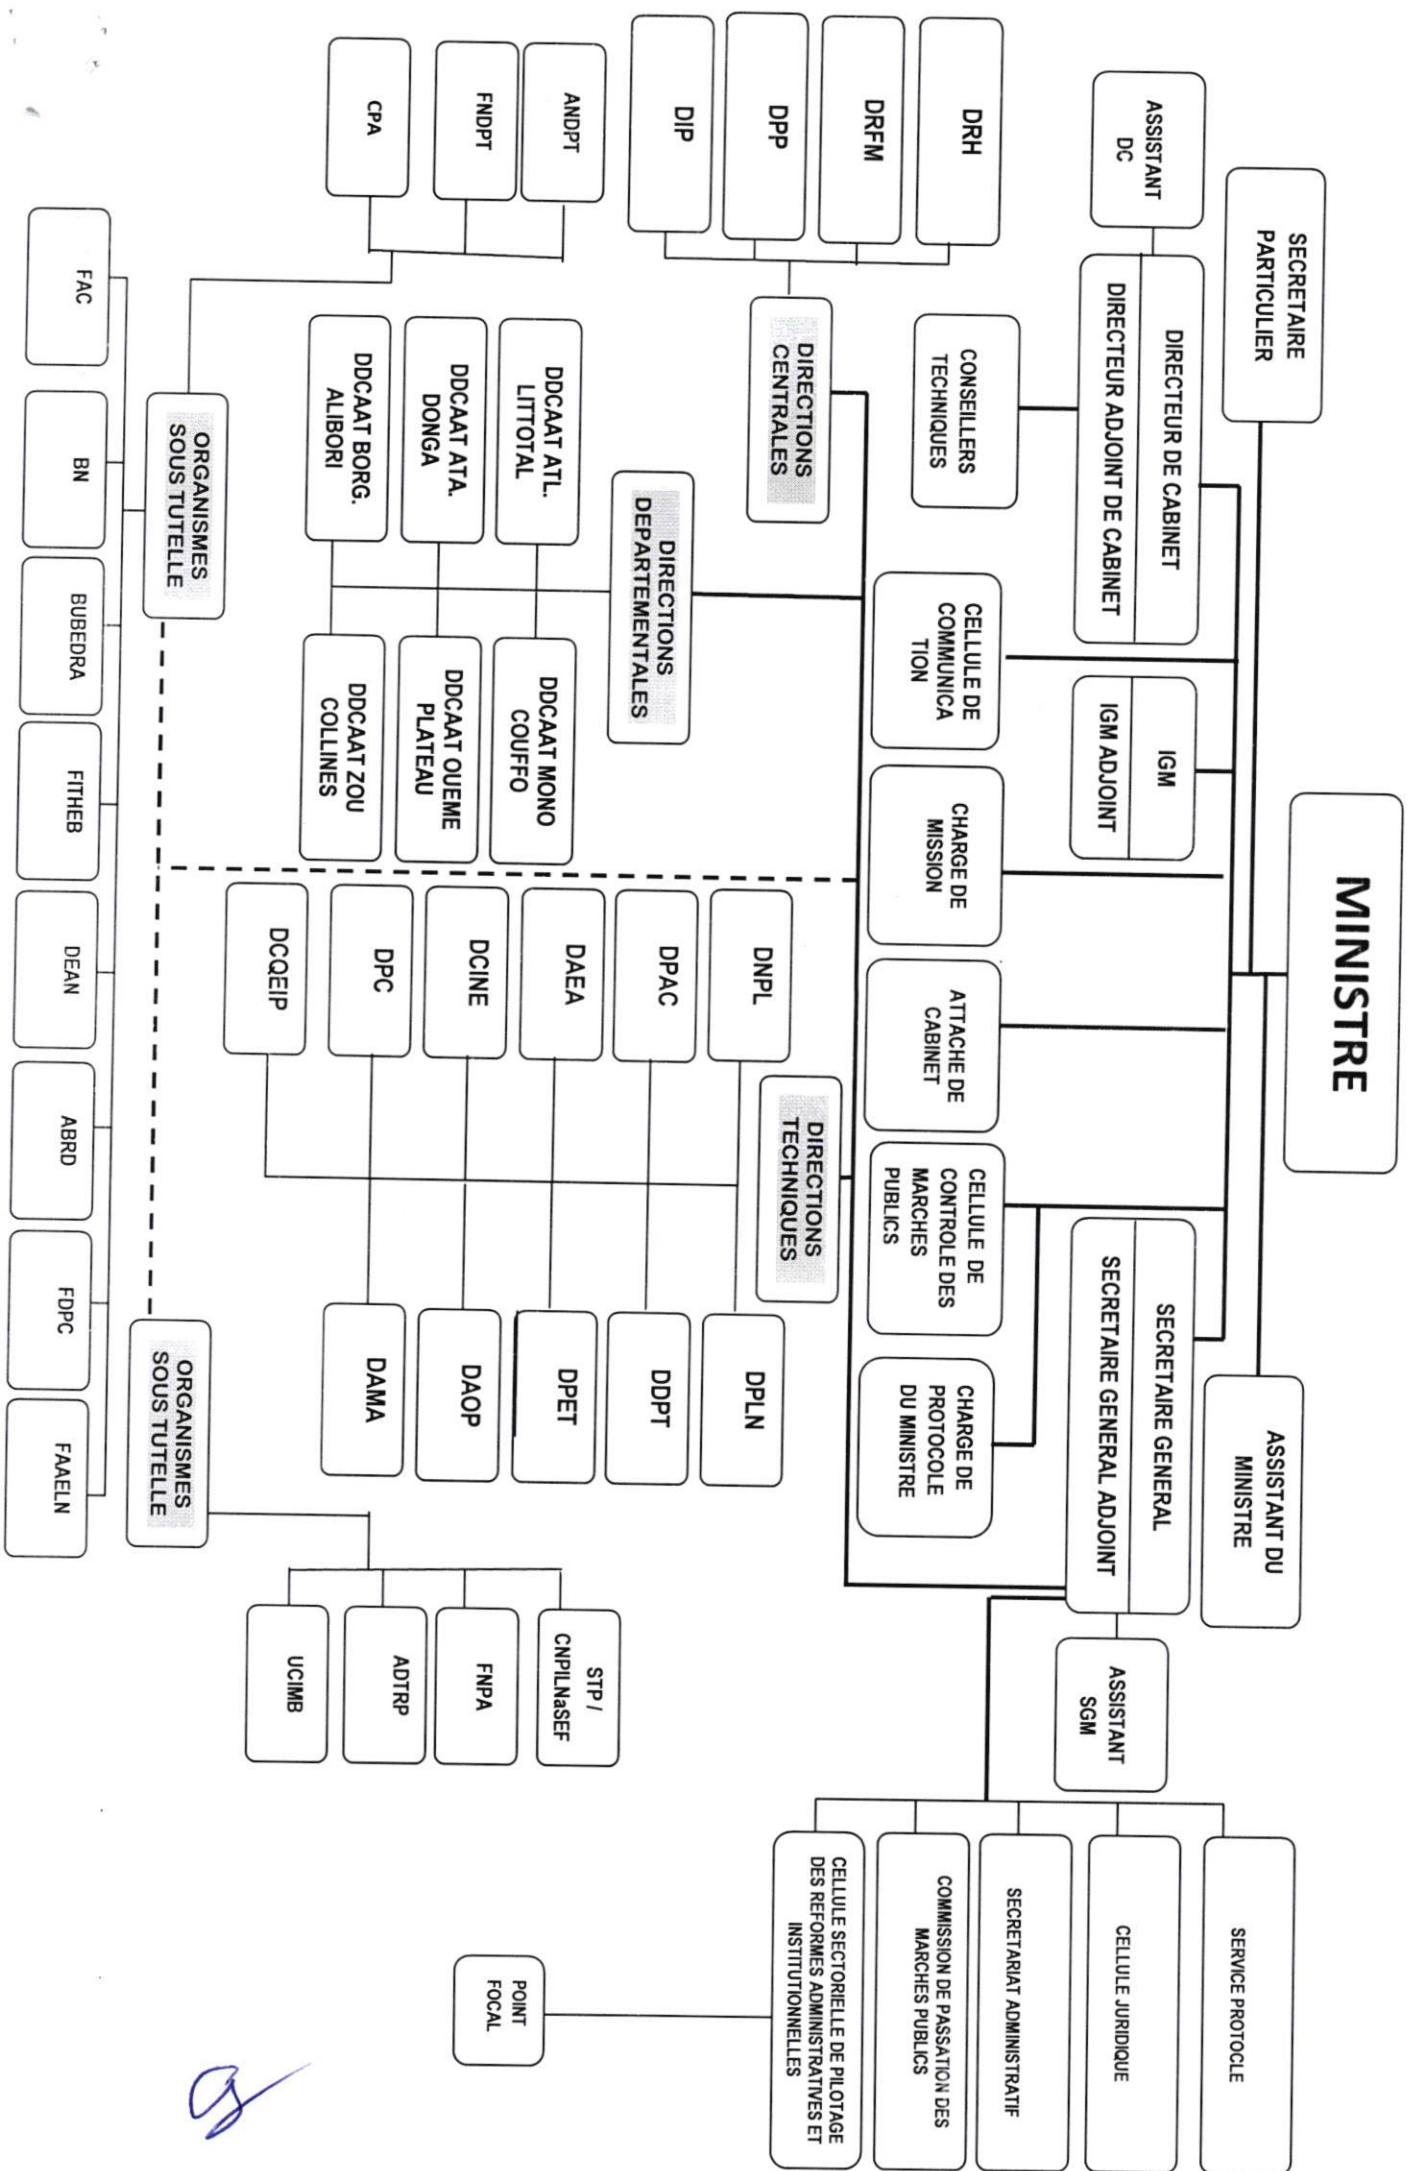 MINISTRE
SECRETAIRE
PARTICULIER
ASSISTANT DU
MINISTRE
ASSISTANT
DC
DIRECTEUR DE CABINET
DIRECTEUR ADJOINT DE CABINET
IGM
IGM ADJOINT
SECRETAIRE GENERAL
SECRETAIRE GENERAL ADJOINT
ASSISTANT
SGM
CONSEILLERS
TECHNIQUES
CELLULE DE
COMMUNICA
TION
CHARGE DE
MISSION
ATTACHE DE
CABINET
CELLULE DE
CONTROLE DES
MARCHES
PUBLICS
CHARGE DE
PROTOCOLE
DU MINISTRE
SERVICE PROTOCLE
CELLULE JURIDIQUE
SECRETARIAT ADMINISTRATIF
COMMISSION DE PASSATION DES
MARCHES PUBLICS
CELLULE SECTORIELLE DE PILOTAGE
DES REFORMES ADMINISTRATIVES ET
INSTITUTIONNELLES
POINT
FOCAL
DRH
DRFM
DPP
DIP
DIRECTIONS
CENTRALES
DIRECTIONS
DEPARTEMENTALES
DIRECTIONS
TECHNIQUES
DDCAAT ATL.
LITTOTAL
DDCAAT MONO
COUFFO
DDCAAT ATA.
DONGA
DDCAAT OUEME
PLATEAU
DDCAAT BORG.
ALIBORI
DDCAAT ZOU
COLLINES
DNPL
DPLN
DPAC
DDPT
DAEA
DPET
DCINE
DAOP
DPC
DAMA
DCQEIP
ANDPT
FNDPT
CPA
ORGANISMES
SOUS TUTELLE
ORGANISMES
SOUS TUTELLE
STP /
CNPILNaSEF
FNPA
ADTRP
UCIMB
FAC
BN
BUBEDRA
FITHEB
DEAN
ABRD
FDPC
FAAELN